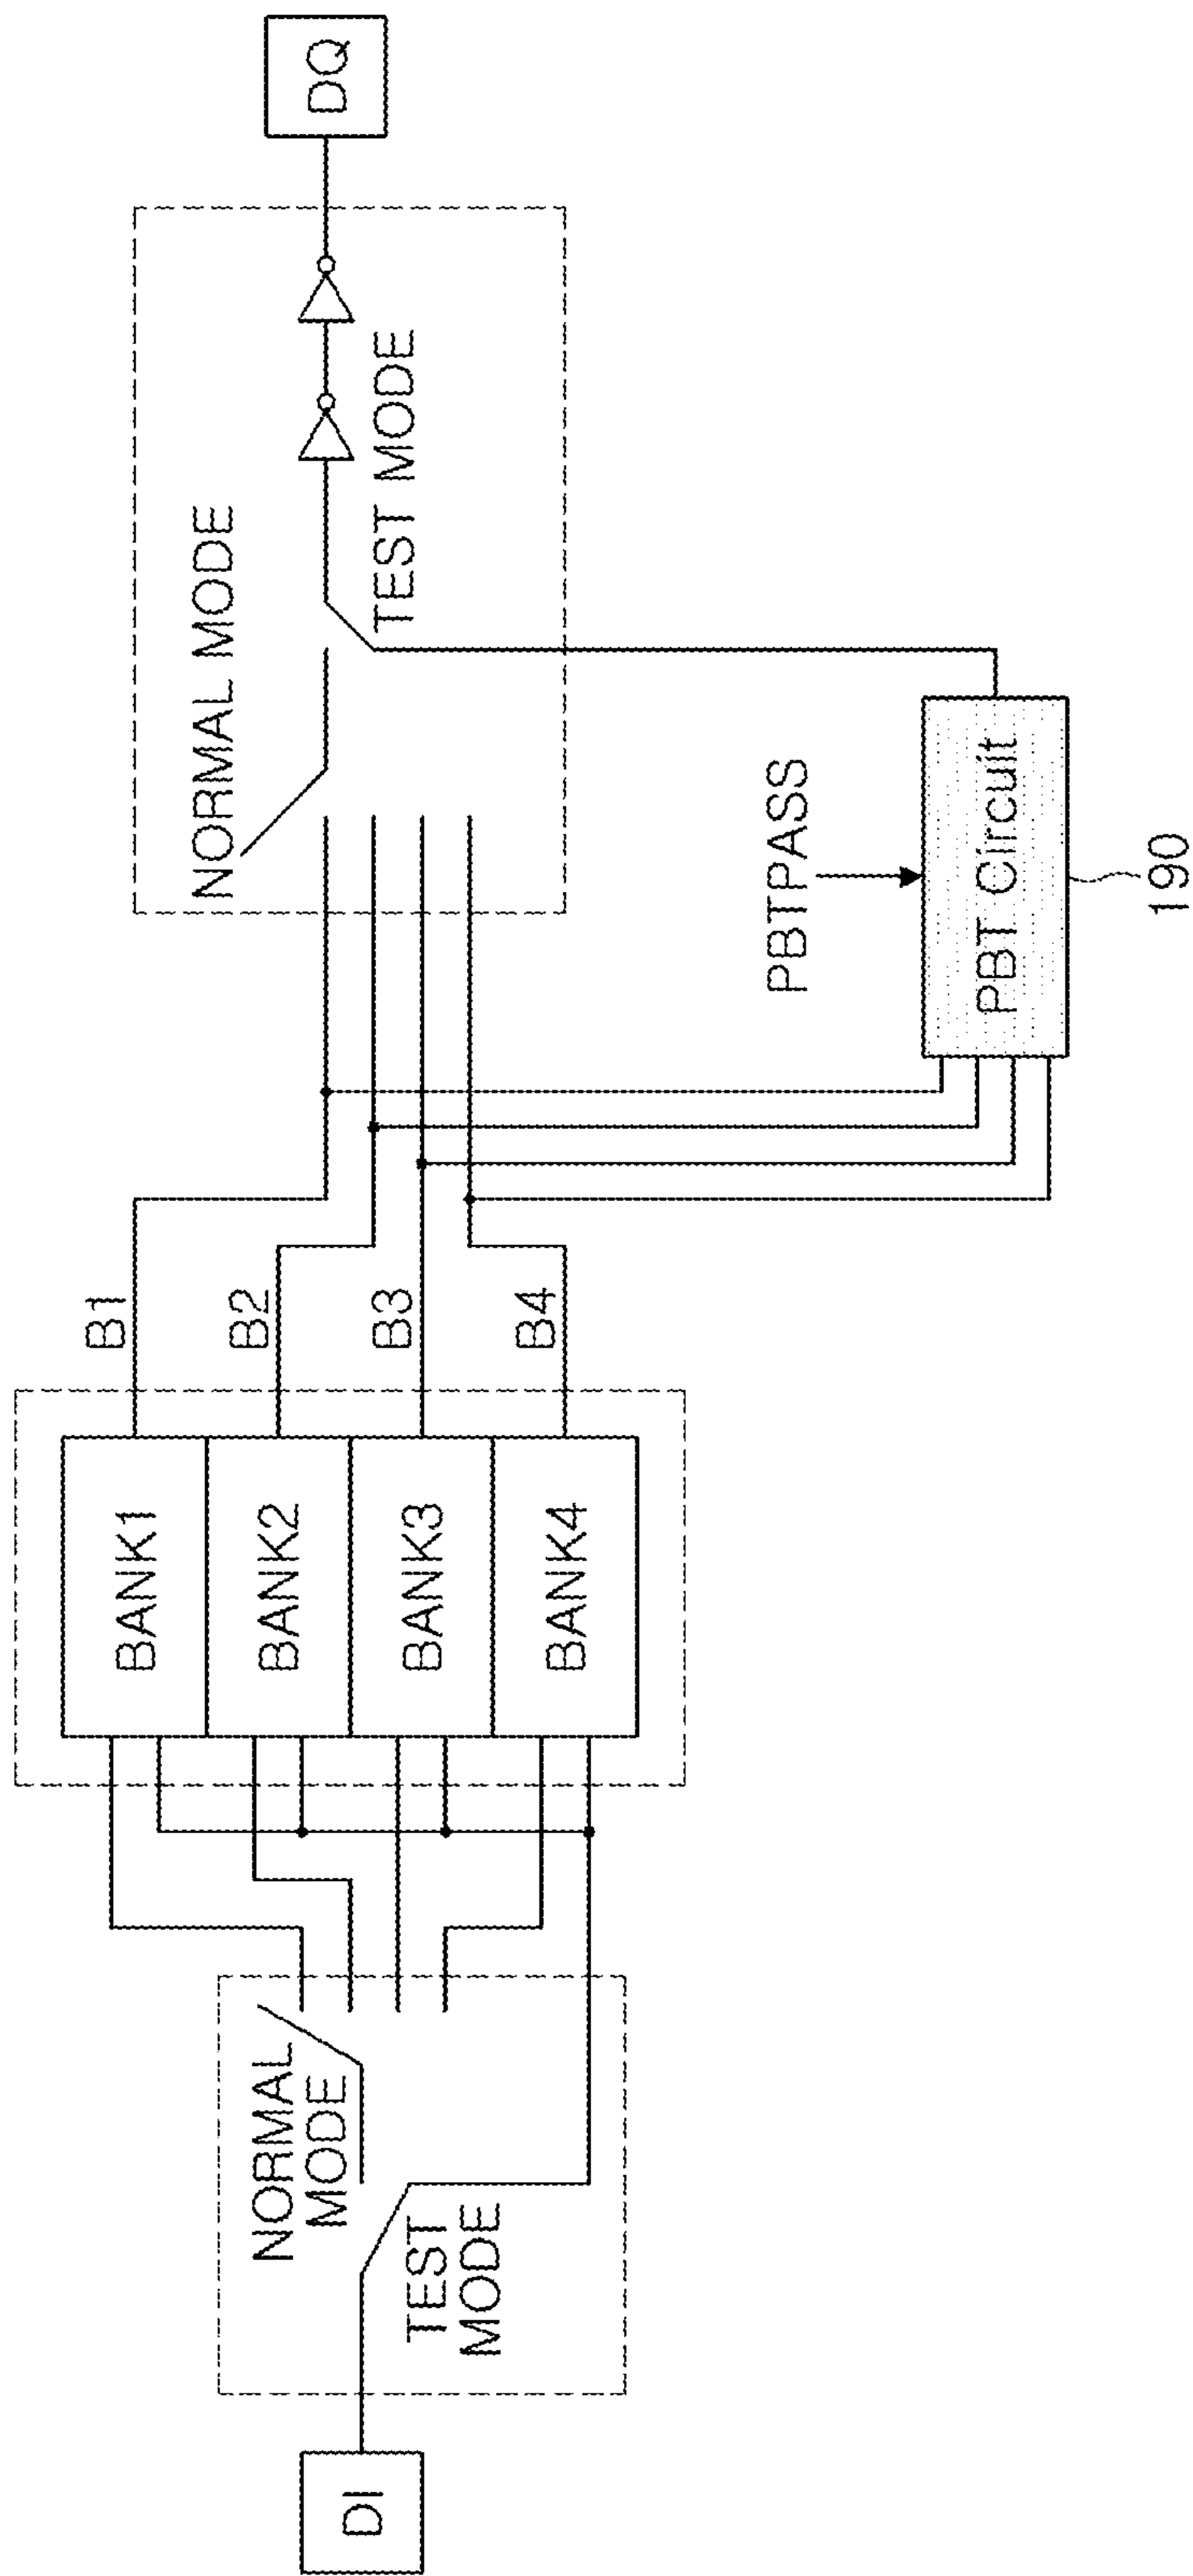 DI
NORMAL
MODE
TEST
MODE
BANK1
BANK2
BANK3
BANK4
B1
B2
B3
B4
NORMAL MODE
TEST MODE
DQ
PBTPASS
PBT Circuit
190